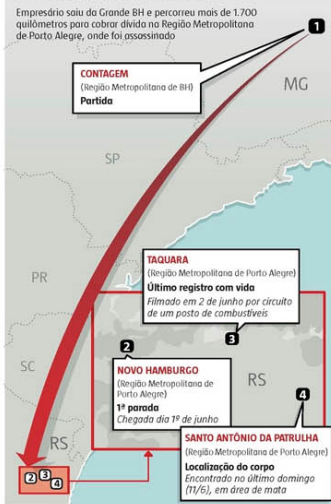 Empresário saiu da Grande BH e percorreu mais de 1.700
quilômetros para cobrar dívida na Região Metropolitana
de Porto Alegre, onde foi assassinado
1
CONTAGEM
(Região Metropolitana de BH)
Partida
MG
SP
TAQUARA
(Região Metropolitana de Porto Alegre)
Último registro com vida
Filmado em 2 de junho por circuito
de um posto de combustíveis
PR
2
3
NOVO HAMBURGO
(Região Metropolitana de
Porto Alegre)
1ª parada
Chegada dia 1º de junho
SC
RS
4
SANTO ANTÔNIO DA PATRULHA
(Região Metropolitana de Porto Alegre)
Localização do corpo
Encontrado no último domingo
(11/6), em área de mata
RS
2
3
4